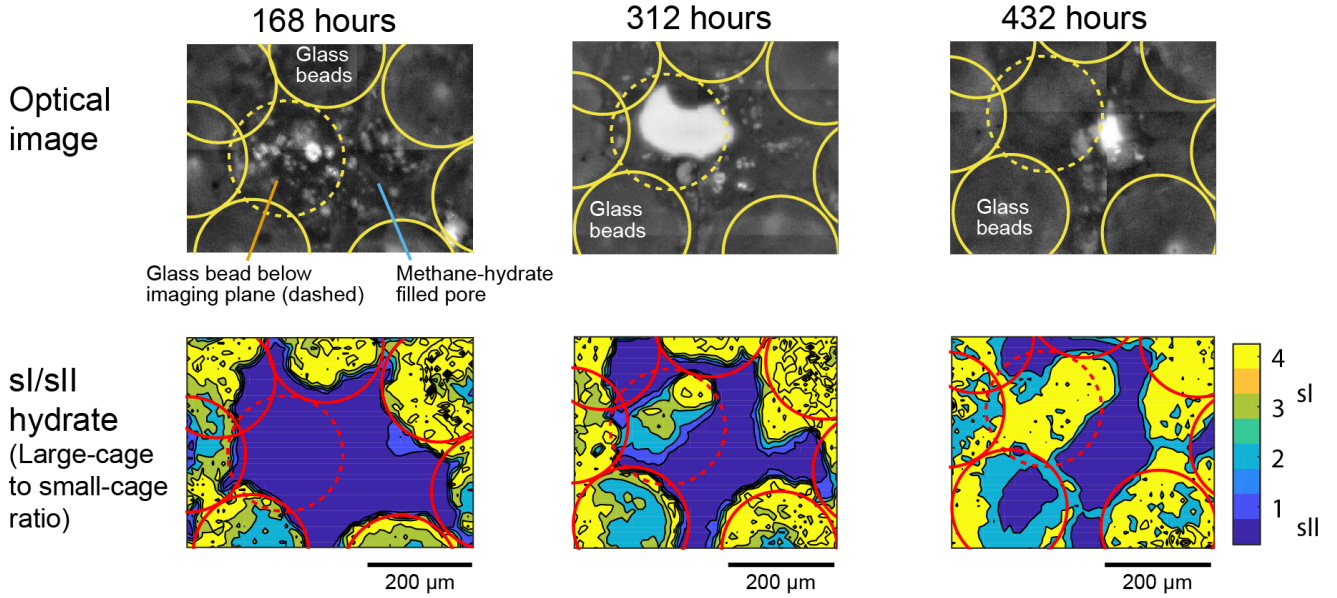 168 hours
312 hours
432 hours
Optical
image
Glass
beads
Glass
beads
Glass
beads
Glass bead below
imaging plane (dashed)
Methane-hydrate
filled pore
sI/sII
hydrate
(Large-cage
to small-cage
ratio)
4
sI
3
2
1
sII
200 µm
200 µm
200 µm